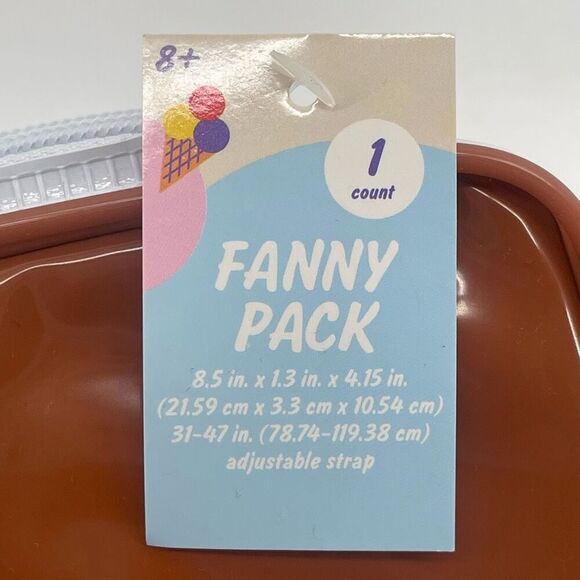 8+
1
count
FANNY
PACK
8.5 in. x 1.3 in. x 4.15 in.
(21.59 cm x 3.3 cm x 10.54 cm)
31-47 in. (78.74-119.38 cm)
adjustable strap